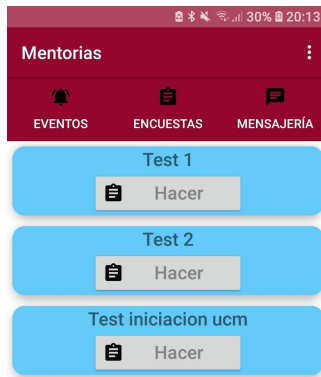 30% 20:13
Mentorias
EVENTOS ENCUESTAS MENSAJERÍA
Test 1
Hacer
Test 2
Hacer
Test iniciacion ucm
Hacer